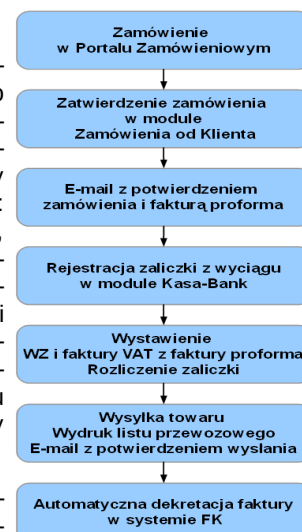 Zamówienie
w Portalu Zamówieniowym
Zatwierdzenie zamówienia
w module
Zamówienia od Klienta
E-mail z potwierdzeniem
zamówienia i fakturą proforma
Rejestracja zaliczki z wyciągu
w module Kasa-Bank
Wystawienie
WZ i faktury VAT z faktury proforma
Rozliczenie zaliczki
Wysylka towaru
Wydruk listu przewozowego
E-mail z potwierdzeniem wyslania
Automatyczna dekretacja faktury
w systemie FK